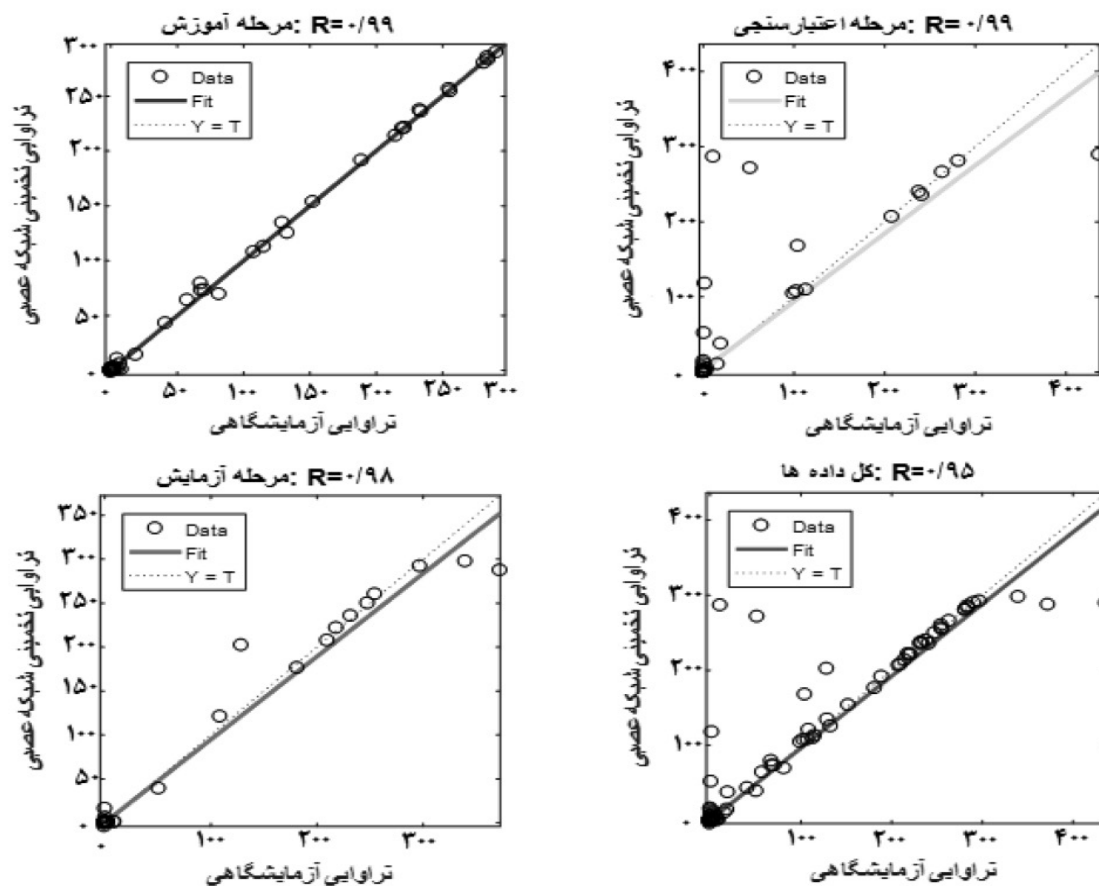 مرحله آموزش: R=۰/۹۹
۳۰۰
۲۵۰
۲۰۰
۱۵۰
۱۰۰
۵۰
۰
تراوایی تخمینی شبکه عصبی
Data
Fit
Y = T
۰ ۵۰ ۱۰۰ ۱۵۰ ۲۰۰ ۲۵۰ ۳۰۰
تراوایی آزمایشگاهی
مرحله اعتبارسنجی: R=۰/۹۹
۴۰۰
۳۰۰
۲۰۰
۱۰۰
۰
تراوایی تخمینی شبکه عصبی
Data
Fit
Y = T
۰ ۱۰۰ ۲۰۰ ۳۰۰ ۴۰۰
تراوایی آزمایشگاهی
مرحله آزمایش: R=۰/۹۸
۳۵۰
۳۰۰
۲۵۰
۲۰۰
۱۵۰
۱۰۰
۵۰
۰
تراوایی تخمینی شبکه عصبی
Data
Fit
Y = T
۰ ۱۰۰ ۲۰۰ ۳۰۰
تراوایی آزمایشگاهی
کل داده ها: R=۰/۹۵
۴۰۰
۳۰۰
۲۰۰
۱۰۰
۰
تراوایی تخمینی شبکه عصبی
Data
Fit
Y = T
۰ ۱۰۰ ۲۰۰ ۳۰۰ ۴۰۰
تراوایی آزمایشگاهی